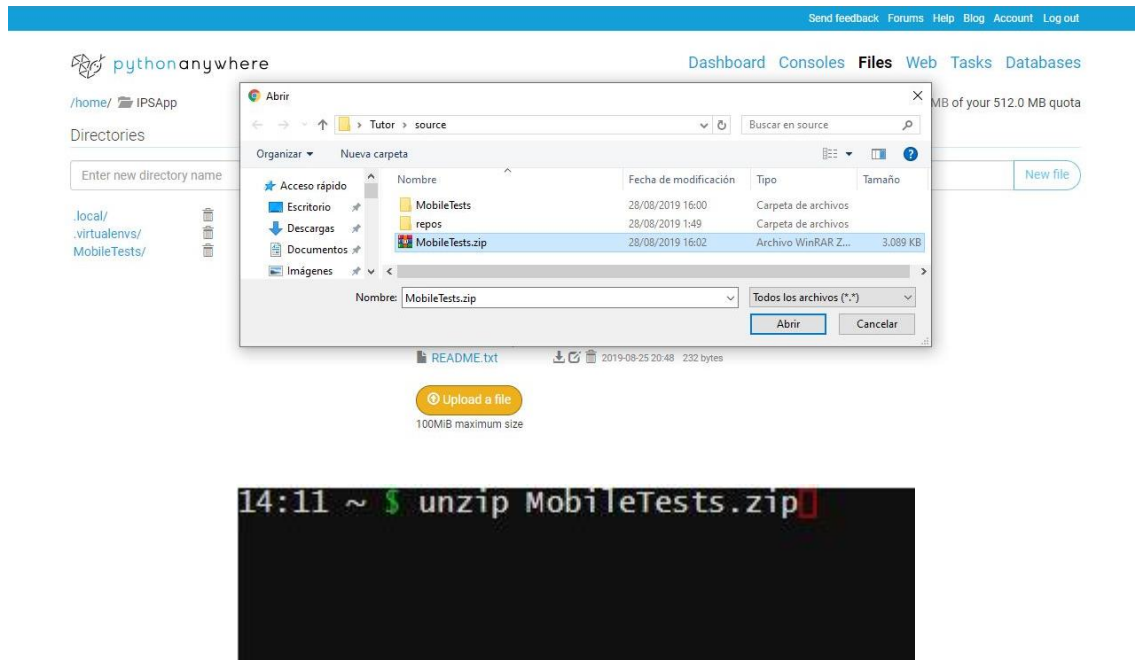 Send feedback Forums Help Blog Account Log out
pythonanywhere
Dashboard Consoles Files Web Tasks Databases
/home/ IPSApp
MB of your 512.0 MB quota
Directories
Enter new directory name
New file
.local/
.virtualenvs/
MobileTests/
Abrir
Tutor > source
Buscar en source
Organizar Nueva carpeta
Nombre Fecha de modificación Tipo Tamaño
Acceso rápido
Escritorio
Descargas
Documentos
Imágenes
MobileTests 28/08/2019 16:00 Carpeta de archivos
repos 28/08/2019 1:49 Carpeta de archivos
MobileTests.zip 28/08/2019 16:02 Archivo WinRAR Z... 3.089 KB
Nombre: MobileTests.zip Todos los archivos (*.*)
Abrir Cancelar
README.txt 2019-08-25 20:48 232 bytes
Upload a file
100MiB maximum size
14:11 ~ $ unzip MobileTests.zip